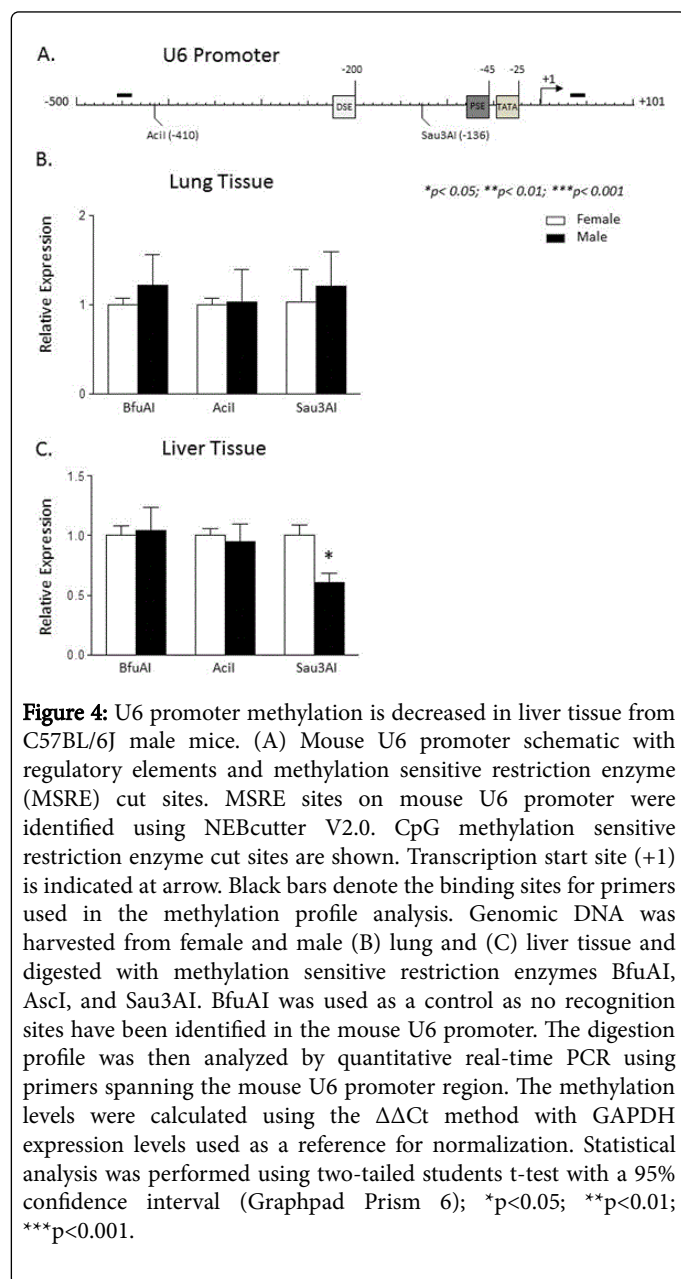 A.
U6 Promoter
-500
-200
-45
-25
+1
+101
DSE
PSE
TATA
AciI (-410)
Sau3AI (-136)
B.
Lung Tissue
*p< 0.05; **p< 0.01; ***p< 0.001
Female
Male
Relative Expression
2
1
0
BfuAI
AciI
Sau3AI
C.
Liver Tissue
Relative Expression
1.5
1.0
0.5
0.0
*
BfuAI
AciI
Sau3AI
Figure 4: U6 promoter methylation is decreased in liver tissue from
C57BL/6J male mice. (A) Mouse U6 promoter schematic with
regulatory elements and methylation sensitive restriction enzyme
(MSRE) cut sites. MSRE sites on mouse U6 promoter were
identified using NEBcutter V2.0. CpG methylation sensitive
restriction enzyme cut sites are shown. Transcription start site (+1)
is indicated at arrow. Black bars denote the binding sites for primers
used in the methylation profile analysis. Genomic DNA was
harvested from female and male (B) lung and (C) liver tissue and
digested with methylation sensitive restriction enzymes BfuAI,
AscI, and Sau3AI. BfuAI was used as a control as no recognition
sites have been identified in the mouse U6 promoter. The digestion
profile was then analyzed by quantitative real-time PCR using
primers spanning the mouse U6 promoter region. The methylation
levels were calculated using the ΔΔCt method with GAPDH
expression levels used as a reference for normalization. Statistical
analysis was performed using two-tailed students t-test with a 95%
confidence interval (Graphpad Prism 6); *p<0.05; **p<0.01;
***p<0.001.